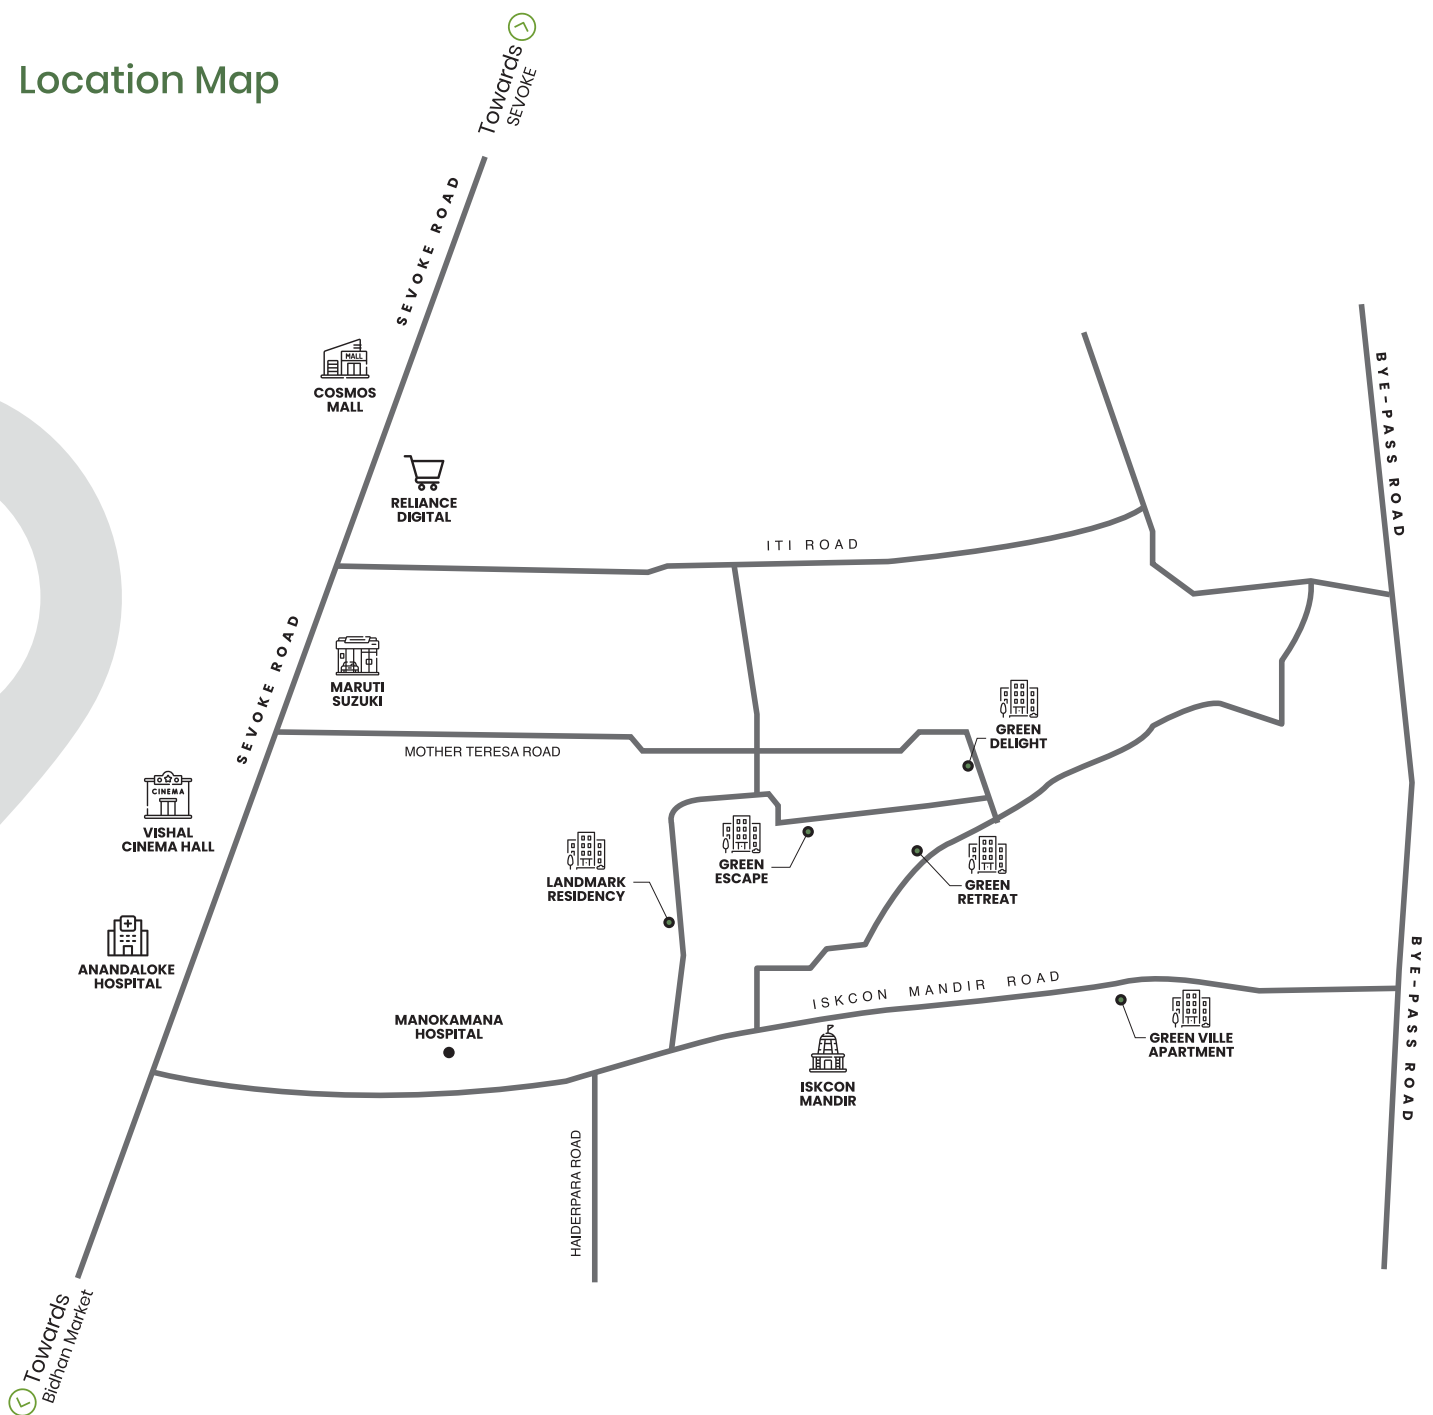 Location Map
Towards
SEVOKE
SEVOKE ROAD
BYE-PASS ROAD
MALL
COSMOS
MALL
RELIANCE
DIGITAL
ITI ROAD
SEVOKE ROAD
MARUTI
SUZUKI
MOTHER TERESA ROAD
GREEN
DELIGHT
CINEMA
VISHAL
CINEMA HALL
GREEN
ESCAPE
LANDMARK
RESIDENCY
GREEN
RETREAT
ANANDALOKE
HOSPITAL
BYE-PASS ROAD
ISKCON MANDIR ROAD
MANOKAMANA
HOSPITAL
GREEN VILLE
APARTMENT
ISKCON
MANDIR
HAIDERPARA ROAD
Towards
Bidhan Market